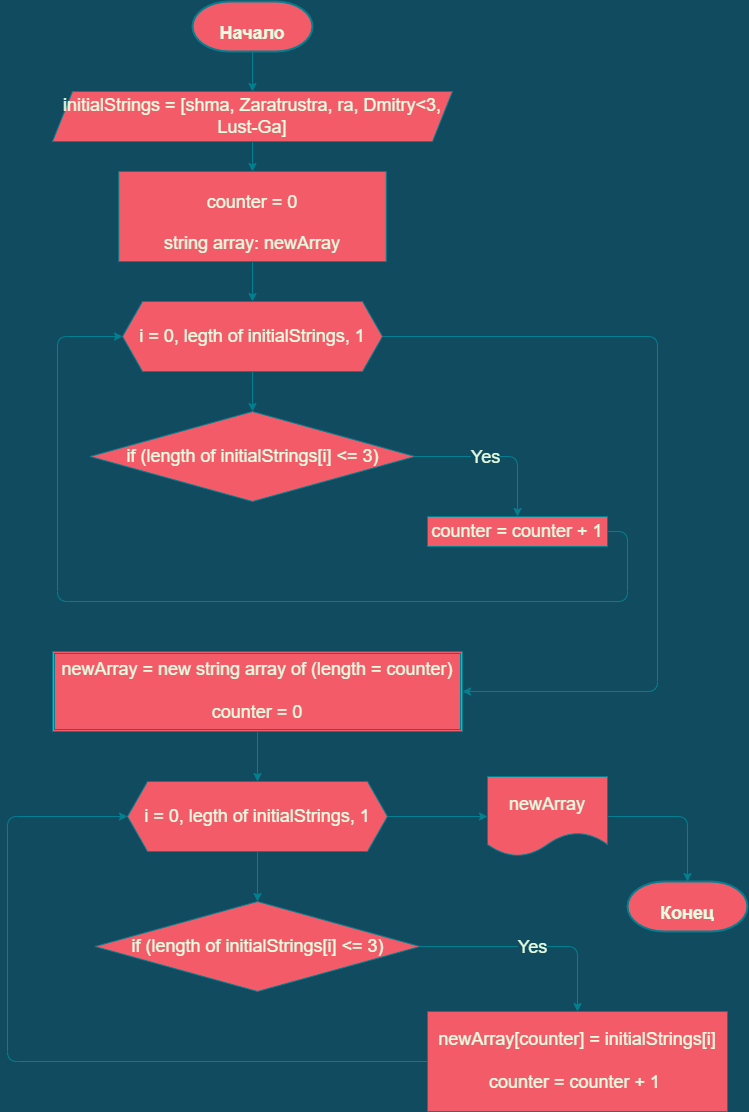 Начало
initialStrings = [shma, Zaratrustra, ra, Dmitry<3,
Lust-Ga]
counter = 0
string array: newArray
i = 0, legth of initialStrings, 1
if (length of initialStrings[i] <= 3)
Yes
counter = counter + 1
newArray = new string array of (length = counter)
counter = 0
i = 0, legth of initialStrings, 1
newArray
Конец
if (length of initialStrings[i] <= 3)
Yes
newArray[counter] = initialStrings[i]
counter = counter + 1